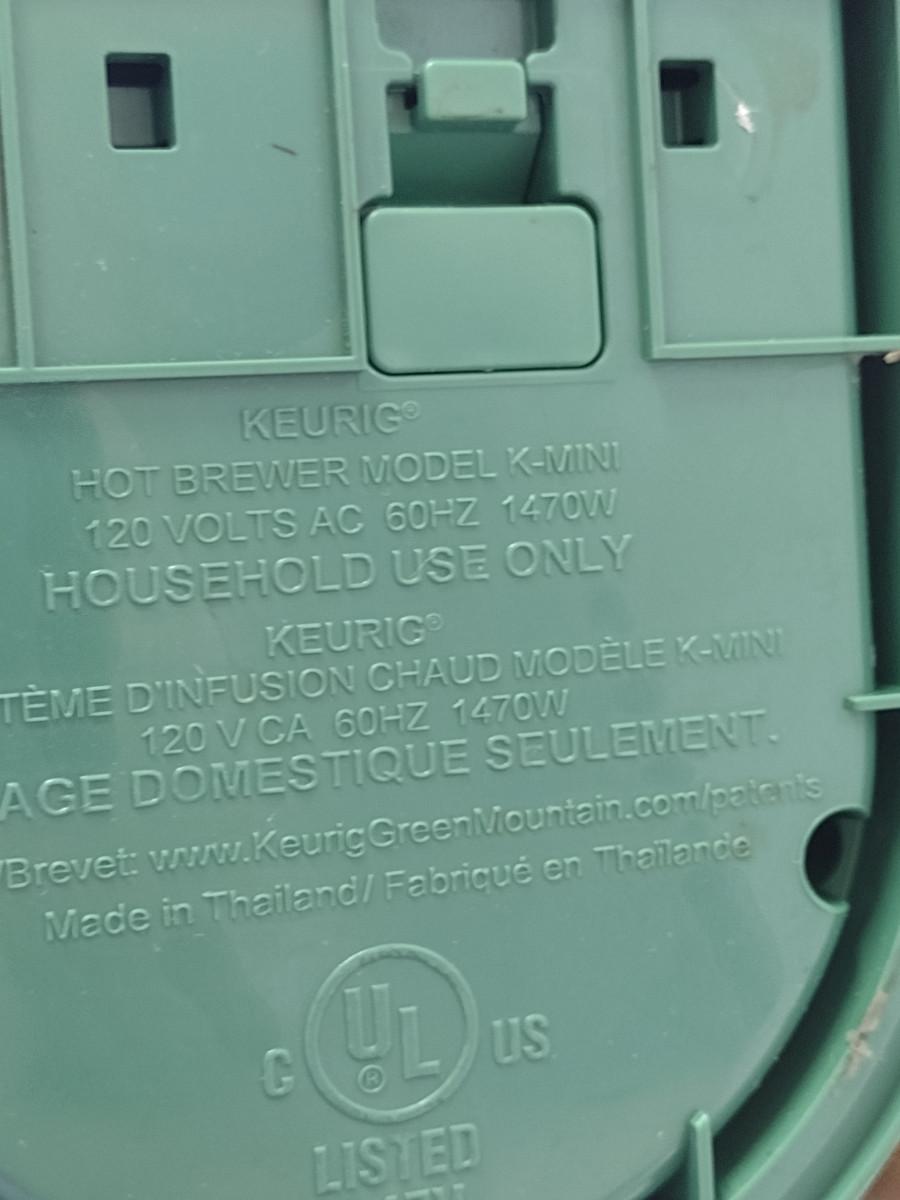 KEURIG®
HOT BREWER MODEL K-MINI
120 VOLTS AC 60HZ 1470W
HOUSEHOLD USE ONLY
KEURIG®
TÈME D'INFUSION CHAUD MODÈLE K-MINI
120 V CA 60HZ 1470W
AGE DOMESTIQUE SEULEMENT.
/Brevet: www.KeurigGreenMountain.com/patents
Made in Thailand/ Fabriqué en Thaïlande
C UL® US
LISTED